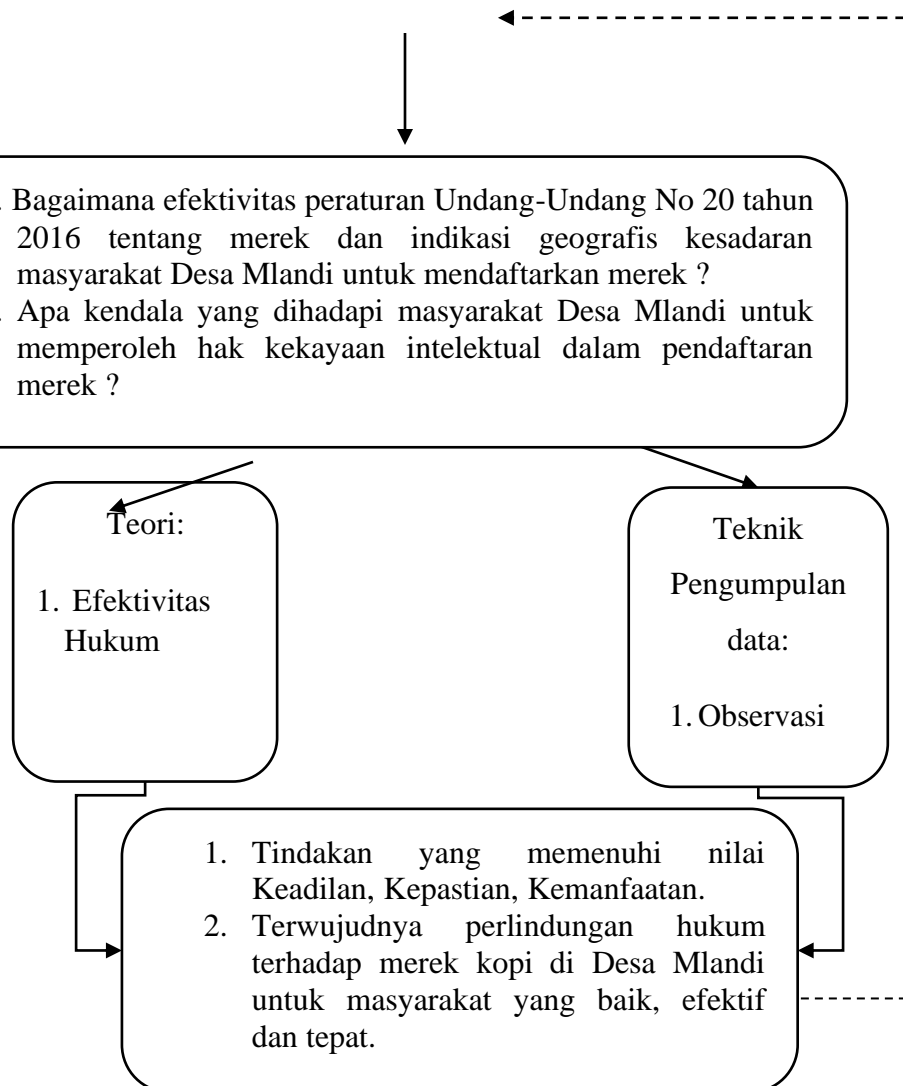 . Bagaimana efektivitas peraturan Undang-Undang No 20 tahun
2016 tentang merek dan indikasi geografis kesadaran
masyarakat Desa Mlandi untuk mendaftarkan merek ?
. Apa kendala yang dihadapi masyarakat Desa Mlandi untuk
memperoleh hak kekayaan intelektual dalam pendaftaran
merek ?
Teori:
1. Efektivitas
Hukum
Teknik
Pengumpulan
data:
1. Observasi
1. Tindakan yang memenuhi nilai
Keadilan, Kepastian, Kemanfaatan.
2. Terwujudnya perlindungan hukum
terhadap merek kopi di Desa Mlandi
untuk masyarakat yang baik, efektif
dan tepat.